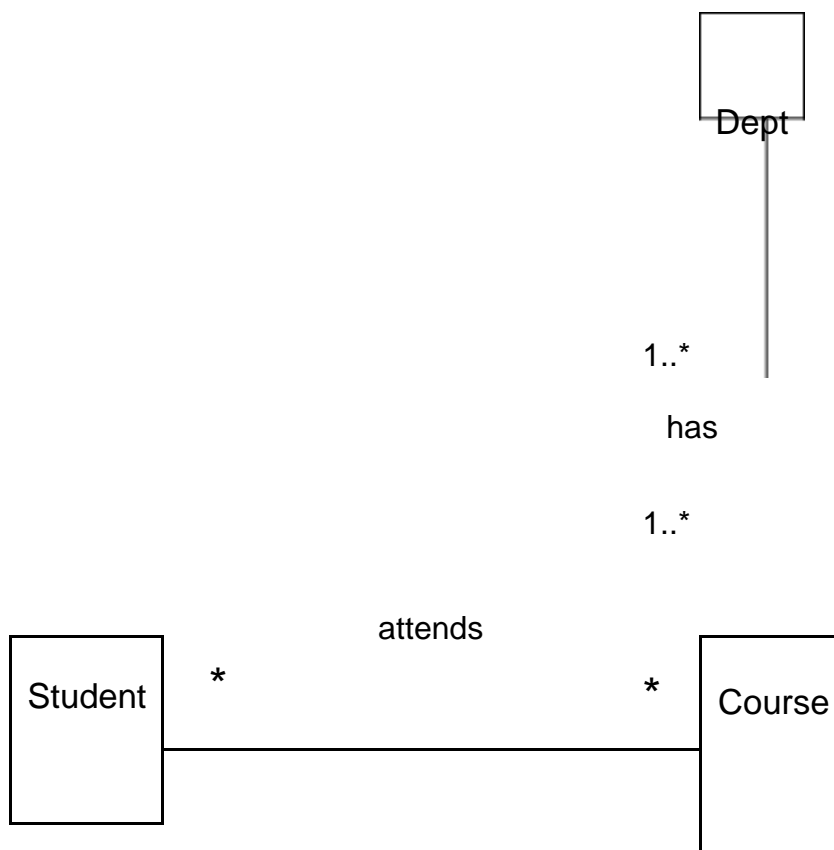 Dept
1..*
has
1..*
attends
Student
*
*
Course